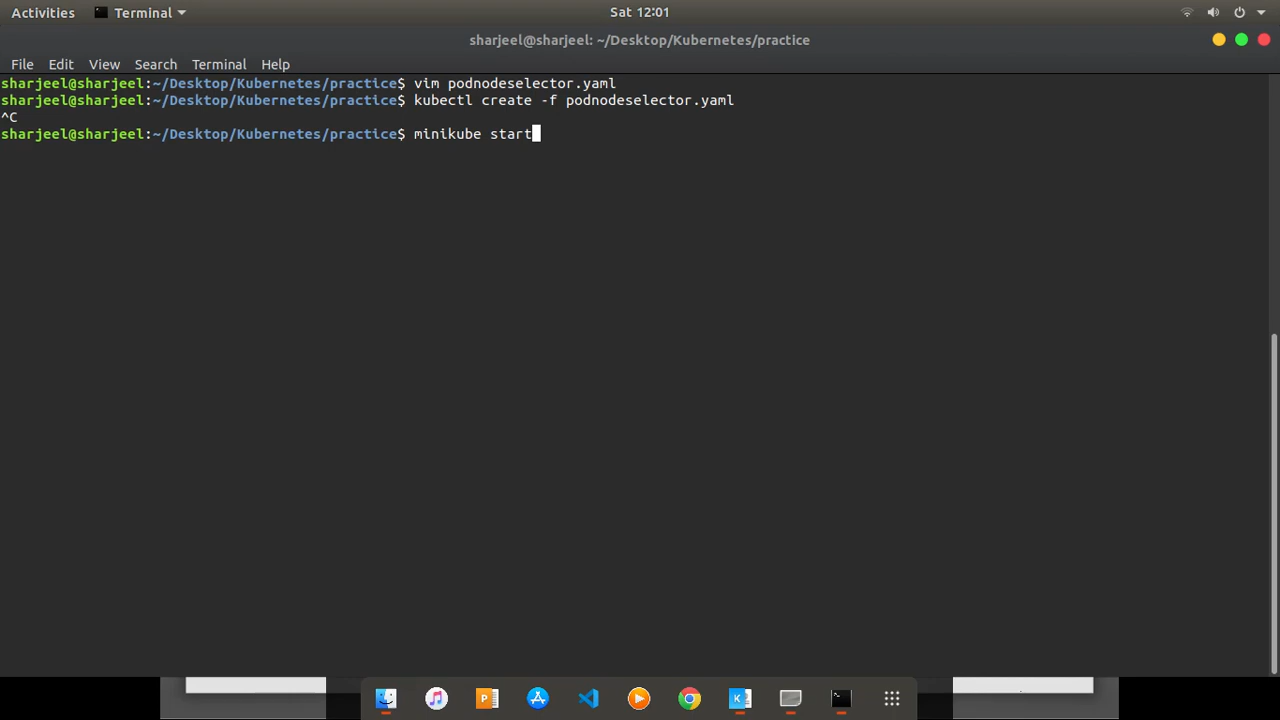 Activities Terminal Sat 12:01
sharjeel@sharjeel: ~/Desktop/Kubernetes/practice
File Edit View Search Terminal Help
sharjeel@sharjeel:~/Desktop/Kubernetes/practice$ vim podnodeselector.yaml
sharjeel@sharjeel:~/Desktop/Kubernetes/practice$ kubectl create -f podnodeselector.yaml
^C
sharjeel@sharjeel:~/Desktop/Kubernetes/practice$ minikube start
P K >_